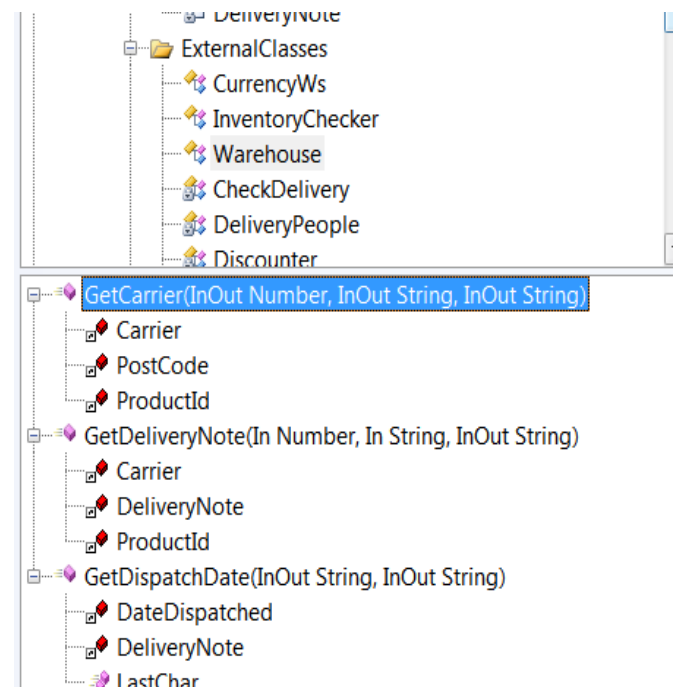 DeliveryNote
ExternalClasses
CurrencyWs
InventoryChecker
Warehouse
CheckDelivery
DeliveryPeople
Discounter
GetCarrier(InOut Number, InOut String, InOut String)
Carrier
PostCode
ProductId
GetDeliveryNote(In Number, In String, InOut String)
Carrier
DeliveryNote
ProductId
GetDispatchDate(InOut String, InOut String)
DateDispatched
DeliveryNote
LastChar